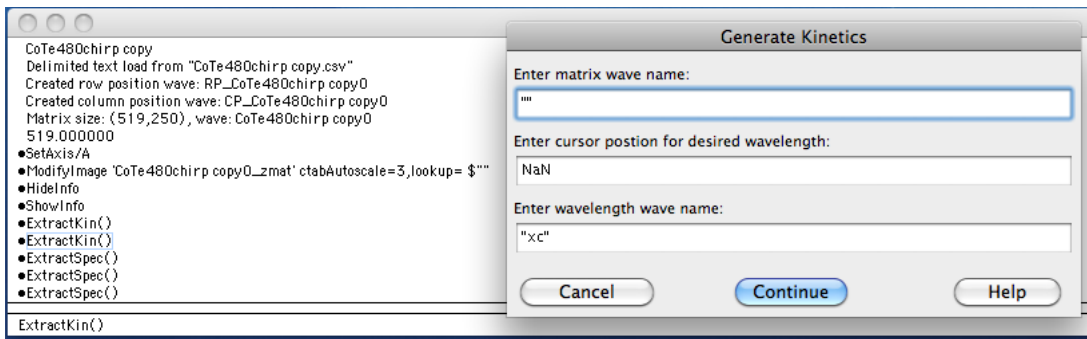 CoTe480chirp copy
Delimited text load from "CoTe480chirp copy.csv"
Created row position wave: RP_CoTe480chirp copy0
Created column position wave: CP_CoTe480chirp copy0
Matrix size: (519,250), wave: CoTe480chirp copy0
519.000000
•SetAxis/A
•ModifyImage 'CoTe480chirp copy0_zmat' ctabAutoscale=3,lookup= $""
•HideInfo
•ShowInfo
•ExtractKin()
•ExtractKin()
•ExtractSpec()
•ExtractSpec()
•ExtractSpec()
ExtractKin()
Generate Kinetics
Enter matrix wave name:
""
Enter cursor postion for desired wavelength:
NaN
Enter wavelength wave name:
"xc"
Cancel
Continue
Help